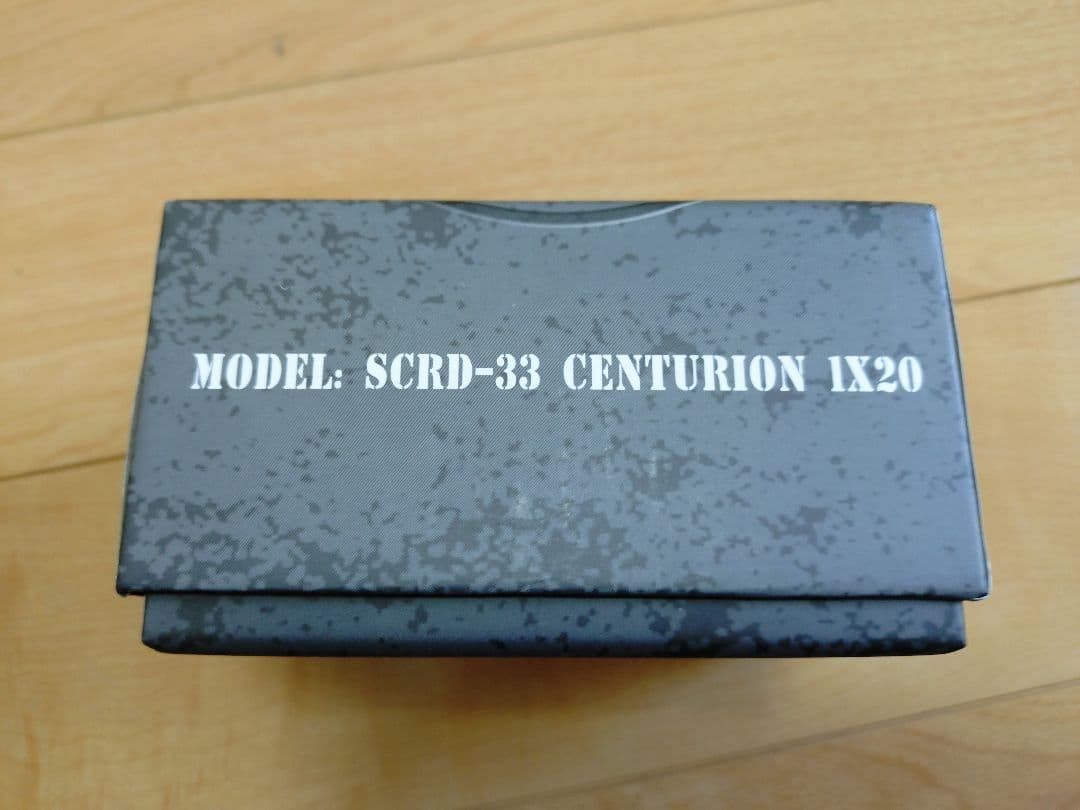 MODEL: SCRD-33 CENTURION 1X20